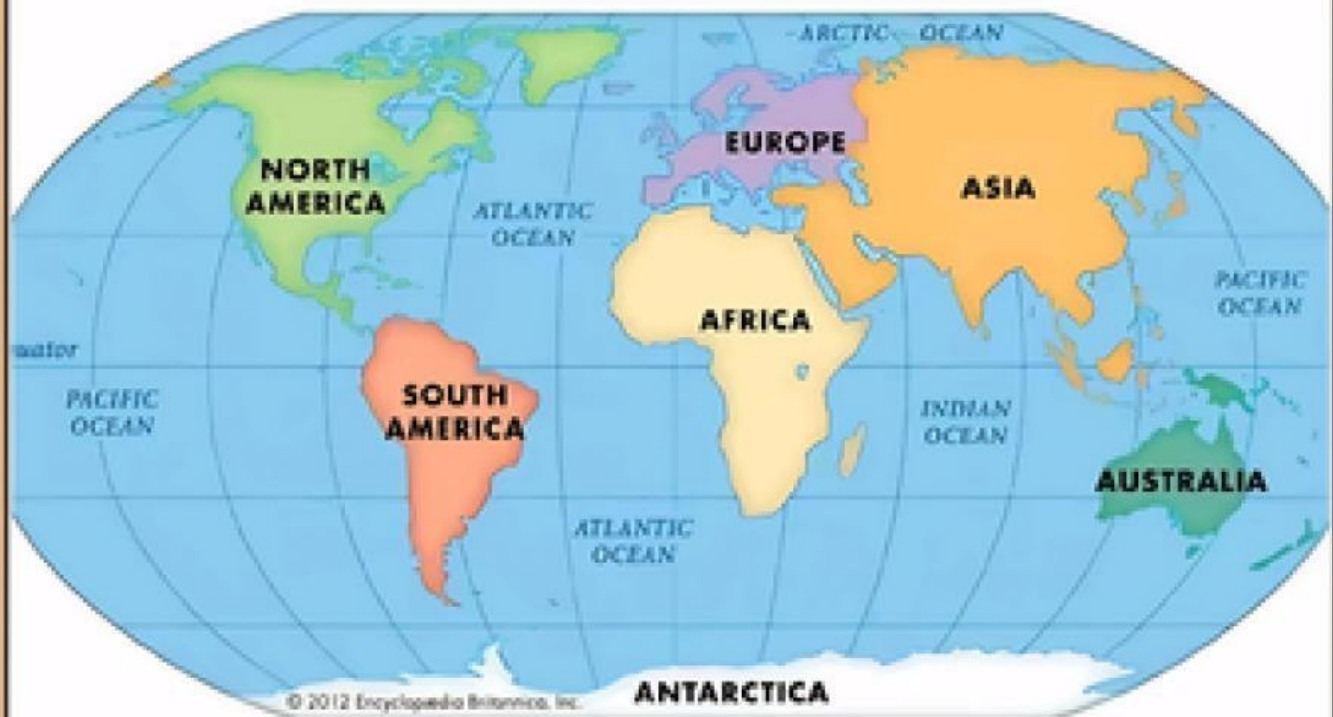 ARCTIC OCEAN
EUROPE
NORTH
AMERICA
ASIA
ATLANTIC
OCEAN
PACIFIC
OCEAN
AFRICA
uator
PACIFIC
OCEAN
SOUTH
AMERICA
INDIAN
OCEAN
AUSTRALIA
ATLANTIC
OCEAN
ANTARCTICA
© 2012 Encyclopædia Britannica, Inc.